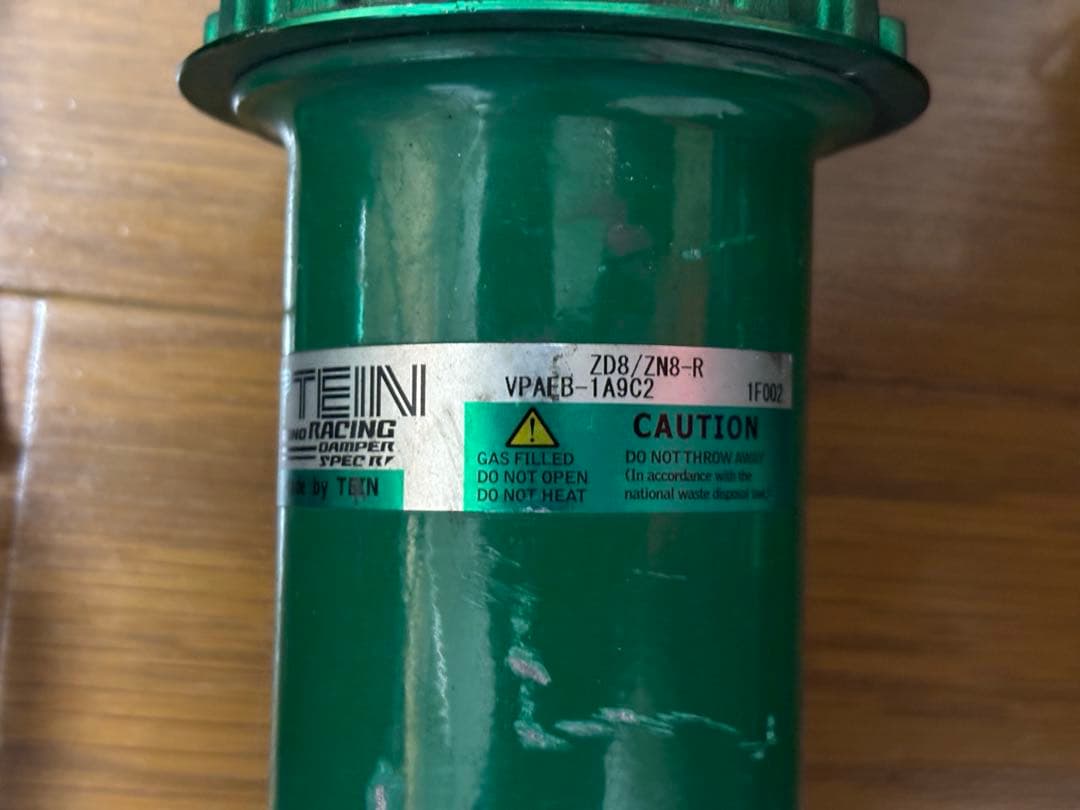 TEIN
RACING
DAMPER
SPEC R
by TEIN
ZD8/ZN8-R
VPAEB-1A9C2
1F002
GAS FILLED
DO NOT OPEN
DO NOT HEAT
CAUTION
DO NOT THROW AWAY
(In accordance with the
national waste disposal law.)